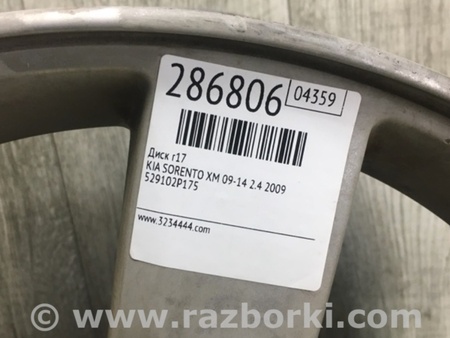 286806
04359
Диск r17
KIA SORENTO XM 09-14 2.4 2009
529102P175
www.3234444.com
© www.razborki.com